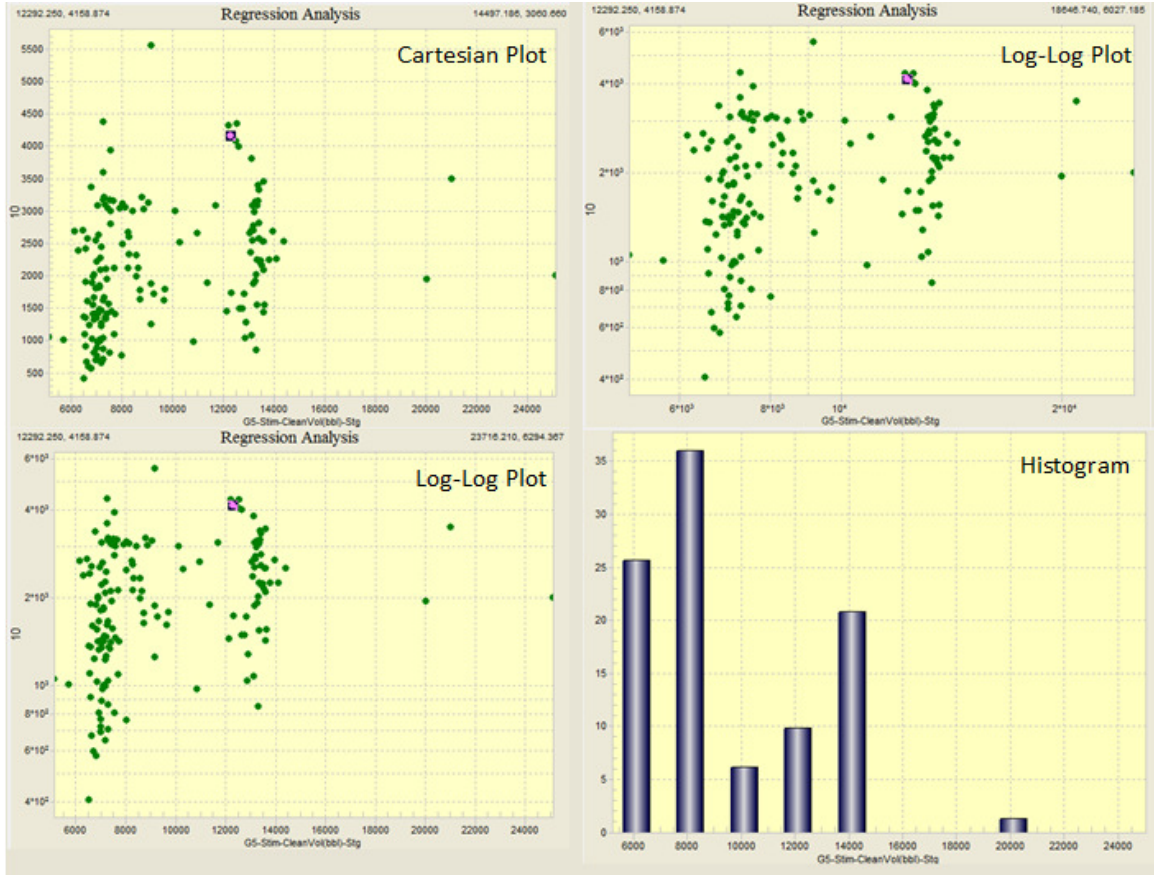 12292.250, 4158.874 Regression Analysis 14497.186, 3060.660
Cartesian Plot
5500
5000
4500
4000
3500
3000
10
2500
2000
1500
1000
500
6000 8000 10000 12000 14000 16000 18000 20000 22000 24000
G5-Stim-CleanVol(bbl)-Stg
12292.250, 4158.874 Regression Analysis 18646.740, 6027.185
Log-Log Plot
6*10³
4*10³
2*10³
10
10³
8*10²
6*10²
4*10²
6*10³ 8*10³ 10⁴ 2*10⁴
G5-Stim-CleanVol(bbl)-Stg
12292.250, 4158.874 Regression Analysis 23716.210, 6294.367
Log-Log Plot
6*10³
4*10³
2*10³
10
10³
8*10²
6*10²
4*10²
6000 8000 10000 12000 14000 16000 18000 20000 22000 24000
G5-Stim-CleanVol(bbl)-Stg
Histogram
35
30
25
20
15
10
5
0
6000 8000 10000 12000 14000 16000 18000 20000 22000 24000
G5-Stim-CleanVol(bbl)-Stg